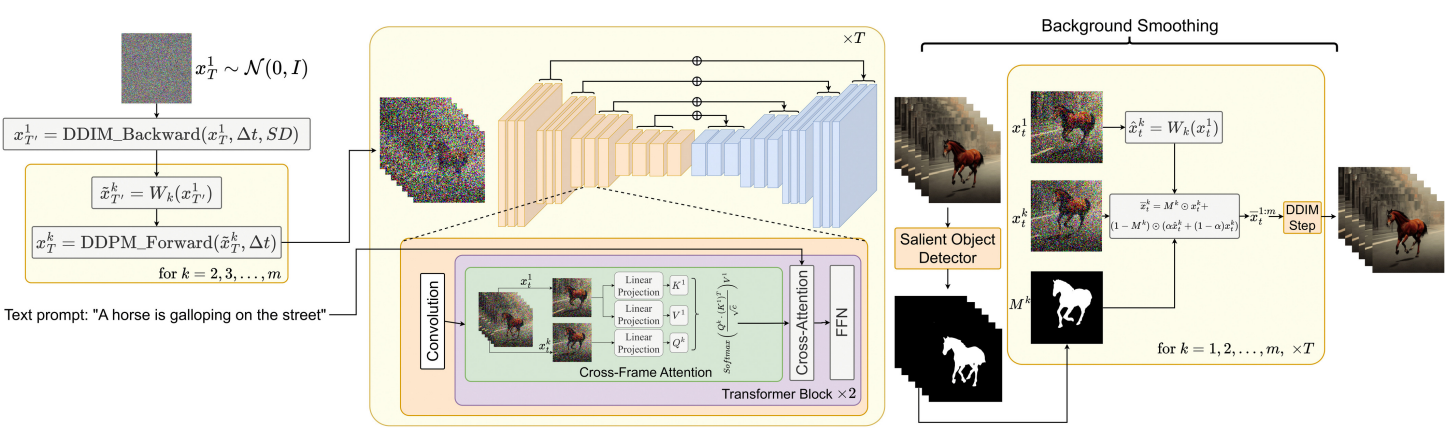 $x_T^1 \sim \mathcal{N}(0, I)$
$x_{T'}^1 = \mathrm{DDIM\_Backward}(x_T^1, \Delta t, SD)$
$\tilde{x}_{T'}^k = W_k(x_{T'}^1)$
$x_T^k = \mathrm{DDPM\_Forward}(\tilde{x}_{T'}^k, \Delta t)$
for $k = 2, 3, \ldots, m$
Text prompt: "A horse is galloping on the street"
$\times T$
Convolution
$x_t^1$
$x_t^k$
Linear
Projection
$K^1$
Linear
Projection
$V^1$
Linear
Projection
$Q^k$
$Softmax\left(\frac{Q^k \cdot (K^1)^T}{\sqrt{c}}\right)V^1$
Cross-Frame Attention
Cross-Attention
FFN
Transformer Block $\times 2$
Background Smoothing
Salient Object
Detector
$x_t^1$
$\hat{x}_t^k = W_k(x_t^1)$
$x_t^k$
$\overline{x}_t^k = M^k \odot x_t^k +$
$(1 - M^k) \odot (\alpha \hat{x}_t^k + (1 - \alpha) x_t^k)$
$\overline{x}_t^{1:m}$
DDIM
Step
$M^k$
for $k = 1, 2, \ldots, m, \ \times T$